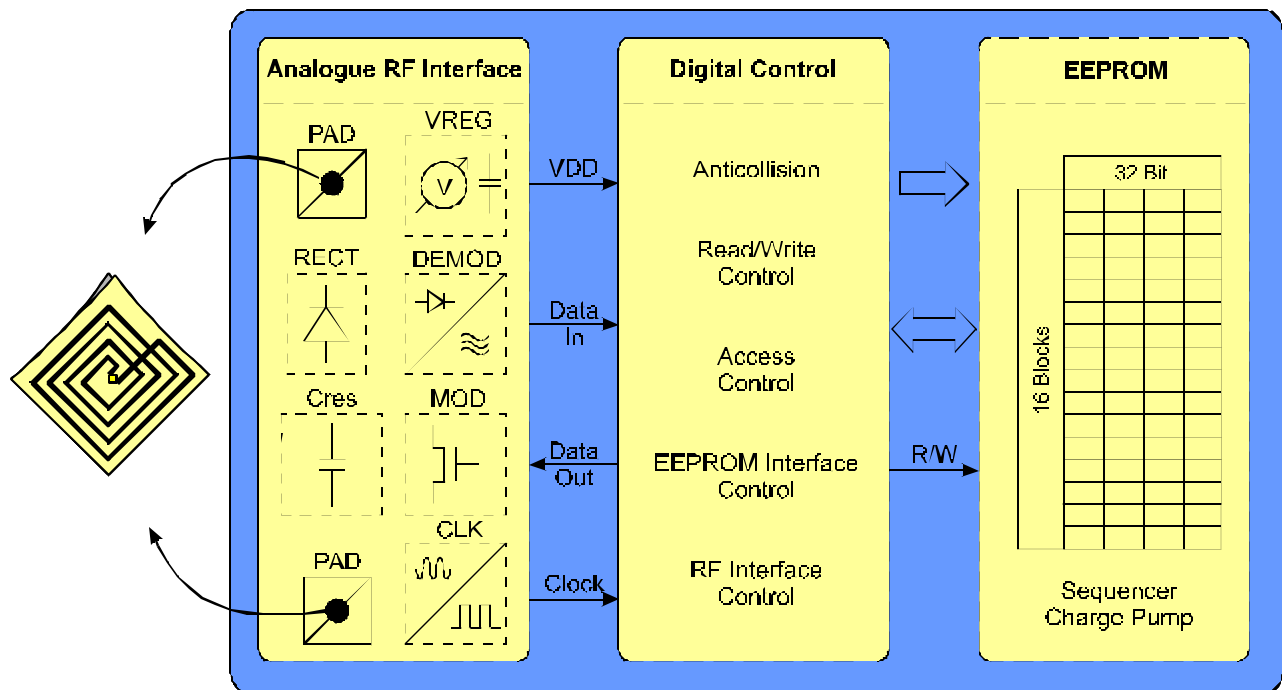 Analogue RF Interface
PAD
VREG
V
RECT
DEMOD
Cres
MOD
PAD
CLK
VDD
Data
In
Data
Out
Clock
Digital Control
Anticollision
Read/Write
Control
Access
Control
EEPROM Interface
Control
RF Interface
Control
R/W
EEPROM
32 Bit
16 Blocks
Sequencer
Charge Pump